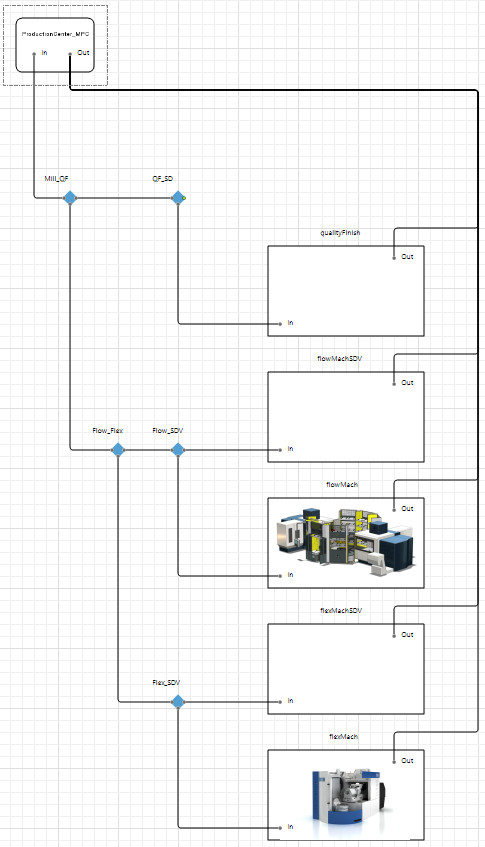 ProductionCenter_MPC
In
Out
Mill_QF
QF_SD
qualityFinish
Out
In
flowMachSDV
Flow_Flex
Flow_SDV
Out
In
flowMach
Out
In
flexMachSDV
Out
Flex_SDV
In
flexMach
Out
In